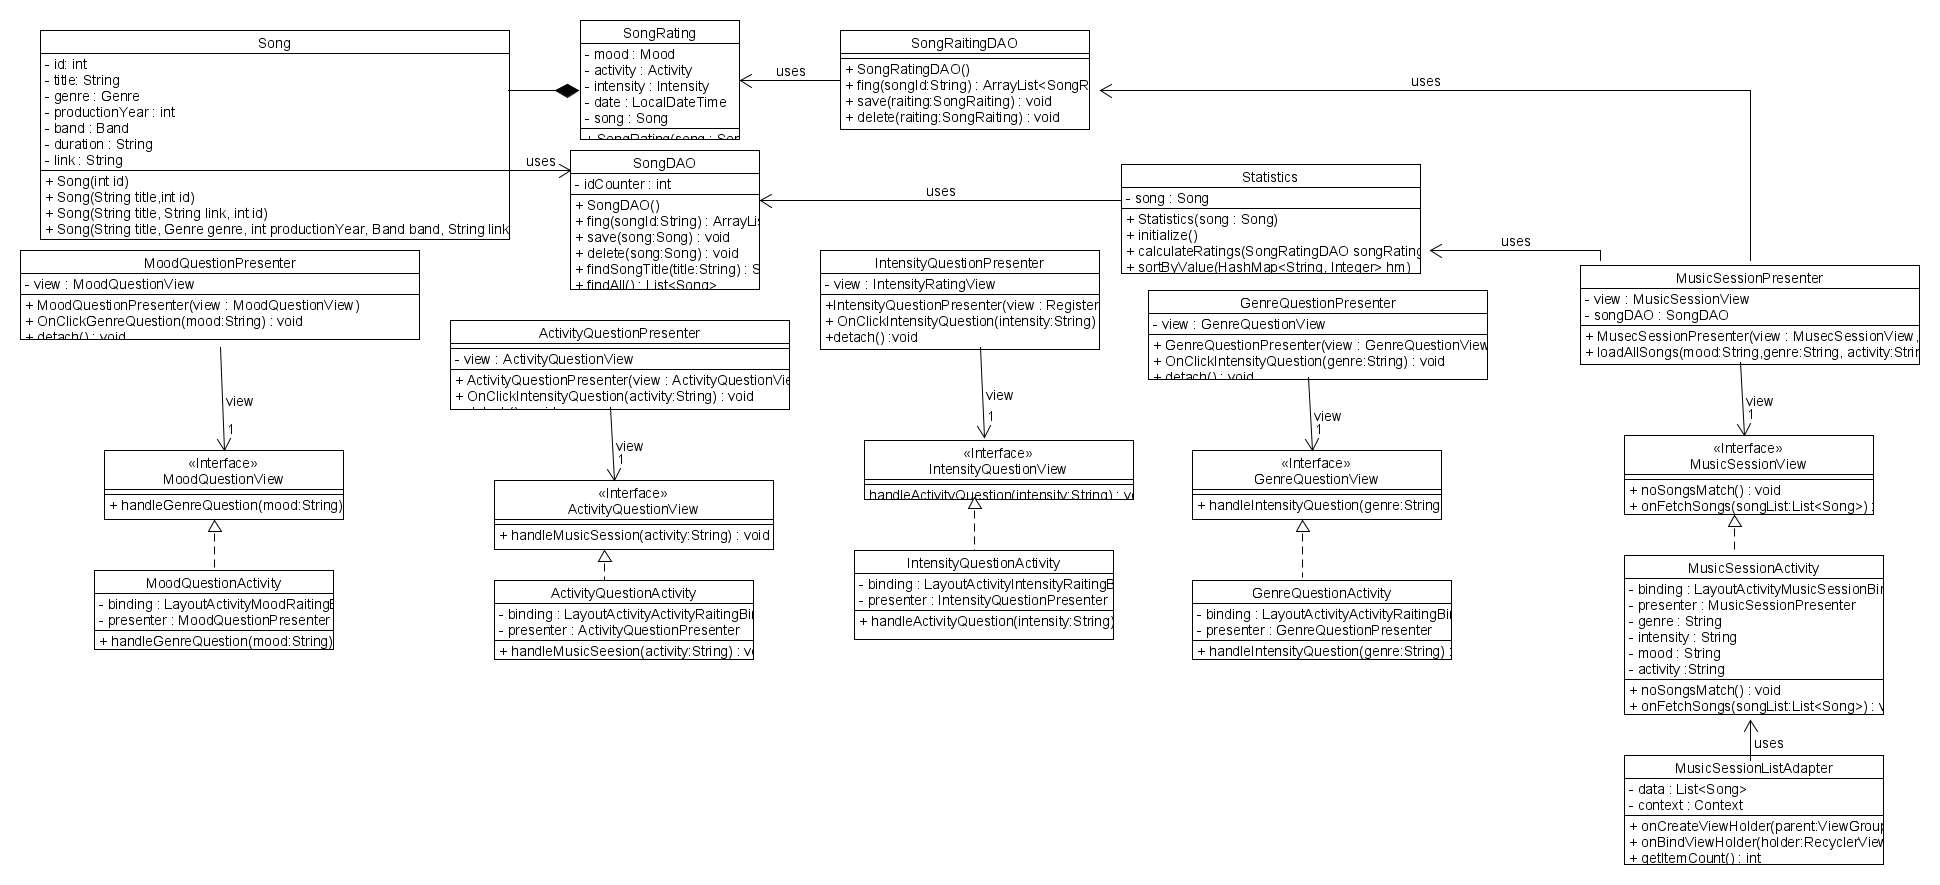 Song
- id: int
- title: String
- genre : Genre
- productionYear : int
- band : Band
- duration : String
- link : String
+ Song(int id)
+ Song(String title,int id)
+ Song(String title, String link, int id)
+ Song(String title, Genre genre, int productionYear, Band band, String link
SongRating
- mood : Mood
- activity : Activity
- intensity : Intensity
- date : LocalDateTime
- song : Song
+ SongRating(song : Son
uses
SongRaitingDAO
+ SongRatingDAO()
+ fing(songId:String) : ArrayList<SongR
+ save(raiting:SongRaiting) : void
+ delete(raiting:SongRaiting) : void
uses
uses
SongDAO
- idCounter : int
+ SongDAO()
+ fing(songId:String) : ArrayLis
+ save(song:Song) : void
+ delete(song:Song) : void
+ findSongTitle(title:String) : S
+ findAll() : List<Song>
uses
Statistics
- song : Song
+ Statistics(song : Song)
+ initialize()
+ calculateRatings(SongRatingDAO songRating
+ sortByValue(HashMap<String, Integer> hm)
uses
MoodQuestionPresenter
- view : MoodQuestionView
+ MoodQuestionPresenter(view : MoodQuestionView)
+ OnClickGenreQuestion(mood:String) : void
+ detach() : void
ActivityQuestionPresenter
- view : ActivityQuestionView
+ ActivityQuestionPresenter(view : ActivityQuestionVie
+ OnClickIntensityQuestion(activity:String) : void
IntensityQuestionPresenter
- view : IntensityRatingView
+IntensityQuestionPresenter(view : Register
+ OnClickIntensityQuestion(intensity:String)
+detach() :void
GenreQuestionPresenter
- view : GenreQuestionView
+ GenreQuestionPresenter(view : GenreQuestionView
+ OnClickIntensityQuestion(genre:String) : void
+ detach() : void
MusicSessionPresenter
- view : MusicSessionView
- songDAO : SongDAO
+ MusecSessionPresenter(view : MusecSessionView,
+ loadAllSongs(mood:String,genre:String, activity:Strin
view
1
view
1
view
1
view
1
view
1
«Interface»
MoodQuestionView
+ handleGenreQuestion(mood:String)
«Interface»
ActivityQuestionView
+ handleMusicSession(activity:String) : void
«Interface»
IntensityQuestionView
handleActivityQuestion(intensity:String) : vo
«Interface»
GenreQuestionView
+ handleIntensityQuestion(genre:String
«Interface»
MusicSessionView
+ noSongsMatch() : void
+ onFetchSongs(songList:List<Song>) :
MoodQuestionActivity
- binding : LayoutActivityMoodRaitingB
- presenter : MoodQuestionPresenter
+ handleGenreQuestion(mood:String)
ActivityQuestionActivity
- binding : LayoutActivityActivityRaitingBin
- presenter : ActivityQuestionPresenter
+ handleMusicSeesion(activity:String) : vo
IntensityQuestionActivity
- binding : LayoutActivityIntensityRaitingB
- presenter : IntensityQuestionPresenter
+ handleActivityQuestion(intensity:String)
GenreQuestionActivity
- binding : LayoutActivityActivityRaitingBin
- presenter : GenreQuestionPresenter
+ handleIntensityQuestion(genre:String) :
MusicSessionActivity
- binding : LayoutActivityMusicSessionBin
- presenter : MusicSessionPresenter
- genre : String
- intensity : String
- mood : String
- activity :String
+ noSongsMatch() : void
+ onFetchSongs(songList:List<Song>) : v
uses
MusicSessionListAdapter
- data : List<Song>
- context : Context
+ onCreateViewHolder(parent:ViewGroup
+ onBindViewHolder(holder:RecyclerView
+ getItemCount() : int